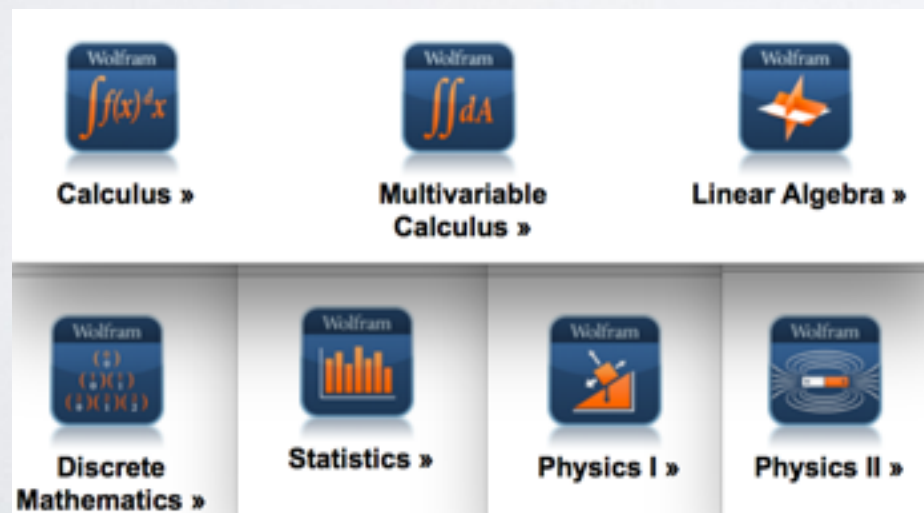 Wolfram
∫f(x)dx
Calculus »
Wolfram
∬dA
Multivariable
Calculus »
Wolfram
Linear Algebra »
Wolfram
Discrete
Mathematics »
Wolfram
Statistics »
Wolfram
Physics I »
Wolfram
Physics II »